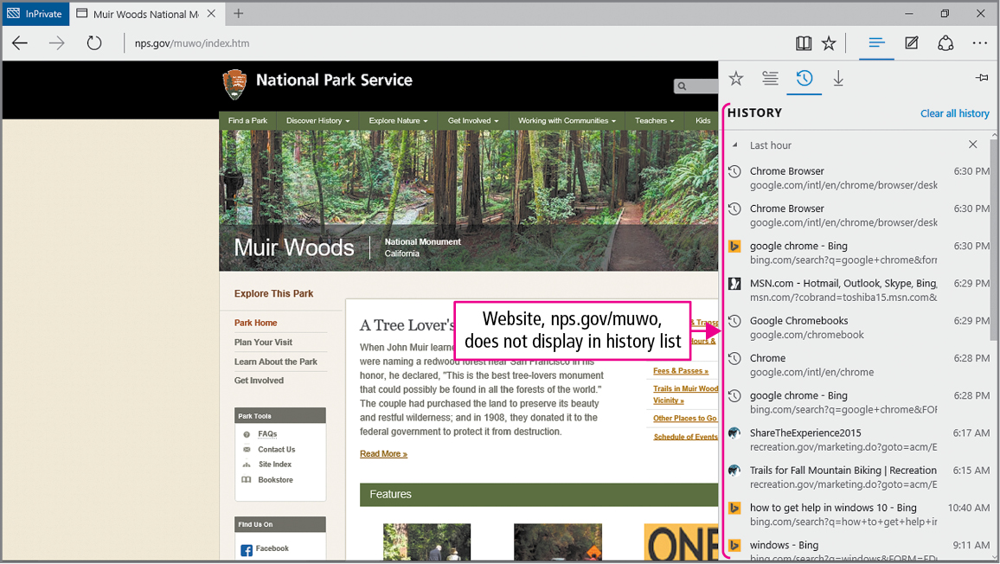 InPrivate
Muir Woods National M
nps.gov/muwo/index.htm
National Park Service
Find a Park Discover History Explore Nature Get Involved Working with Communities Teachers Kids
Muir Woods
National Monument
California
Explore This Park
Park Home
Plan Your Visit
Learn About the Park
Get Involved
Park Tools
FAQs
Contact Us
Site Index
Bookstore
Find Us On
Facebook
A Tree Lover's
When John Muir learne
were naming a redwood forest near San Francisco in his
honor, he declared, "This is the best tree-lovers monument
that could possibly be found in all the forests of the world."
The couple had purchased the land to preserve its beauty
and restful wilderness; and in 1908, they donated it to the
federal government to protect it from destruction.
Read More »
& Transp
ours &
Fees & Passes »
Trails in Muir Wood
Vicinity »
Other Places to Go
Schedule of Events
Features
ONE
Website, nps.gov/muwo,
does not display in history list
HISTORY
Clear all history
Last hour
Chrome Browser 6:30 PM
google.com/intl/en/chrome/browser/desk
Chrome Browser 6:30 PM
google.com/intl/en/chrome/browser/desk
google chrome - Bing 6:30 PM
bing.com/search?q=google+chrome&for
MSN.com - Hotmail, Outlook, Skype, Bing, 6:29 PM
msn.com/?cobrand=toshiba15.msn.com&
Google Chromebooks 6:29 PM
google.com/chromebook
Chrome 6:28 PM
google.com/intl/en/chrome
google chrome - Bing 6:28 PM
bing.com/search?q=google+chrome&FOR
ShareTheExperience2015 6:17 AM
recreation.gov/marketing.do?goto=acm/E
Trails for Fall Mountain Biking | Recreation 6:15 AM
recreation.gov/marketing.do?goto=acm/E
how to get help in windows 10 - Bing 10:40 AM
bing.com/search?q=how+to+get+help+ir
windows - Bing 9:11 AM
bing.com/search?q=windows&FORM=ED